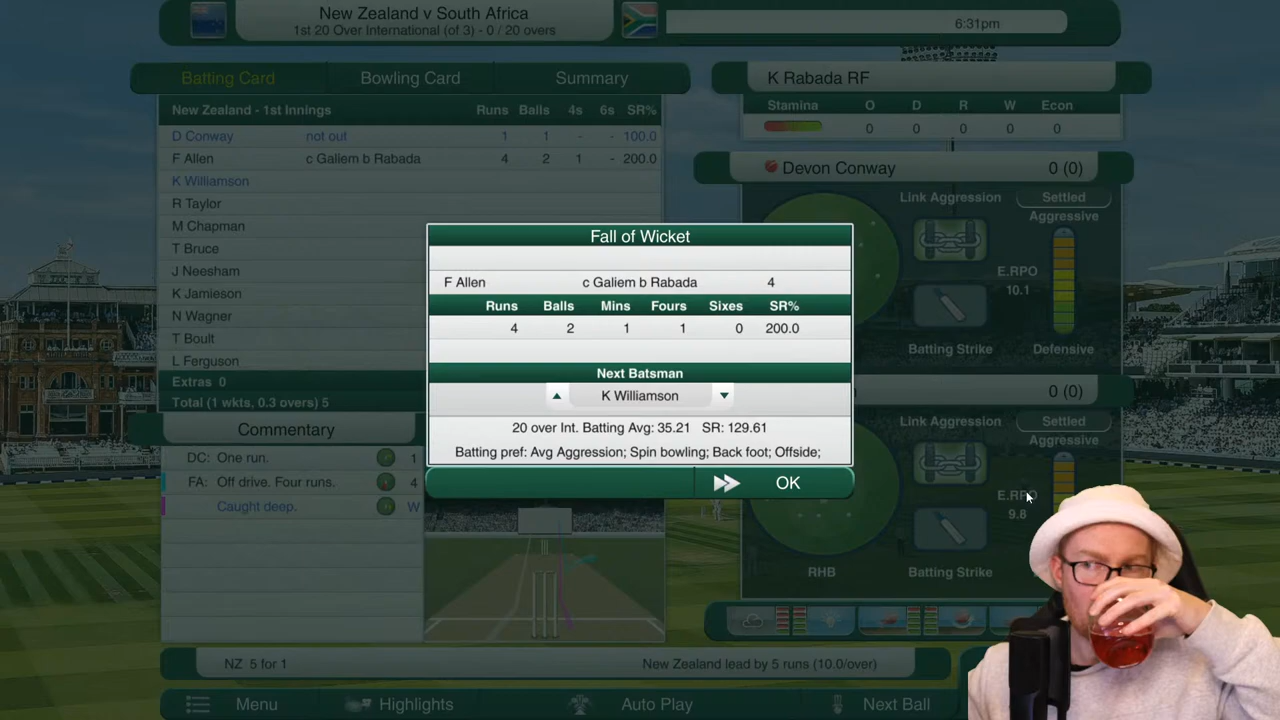 New Zealand v South Africa
1st 20 Over International (of 3) - 0 / 20 overs
6:31pm
Batting Card Bowling Card Summary
New Zealand - 1st Innings Runs Balls 4s 6s SR%
D Conway not out 1 1 - - 100.0
F Allen c Galiem b Rabada 4 2 1 - 200.0
K Williamson
R Taylor
M Chapman
T Bruce
J Neesham
K Jamieson
N Wagner
T Boult
L Ferguson
Extras 0
Total (1 wkts, 0.3 overs) 5
Commentary
DC: One run. 1
FA: Off drive. Four runs. 4
Caught deep. W
K Rabada RF
Stamina O D R W Econ
0 0 0 0 0
Devon Conway 0 (0)
Link Aggression Settled
Aggressive
E.RPO
10.1
Batting Strike Defensive
0 (0)
Link Aggression Settled
Aggressive
E.RPO
9.8
RHB Batting Strike
Fall of Wicket
F Allen c Galiem b Rabada 4
Runs Balls Mins Fours Sixes SR%
4 2 1 1 0 200.0
Next Batsman
K Williamson
20 over Int. Batting Avg: 35.21 SR: 129.61
Batting pref: Avg Aggression; Spin bowling; Back foot; Offside;
OK
NZ 5 for 1 New Zealand lead by 5 runs (10.0/over)
Menu Highlights Auto Play Next Ball